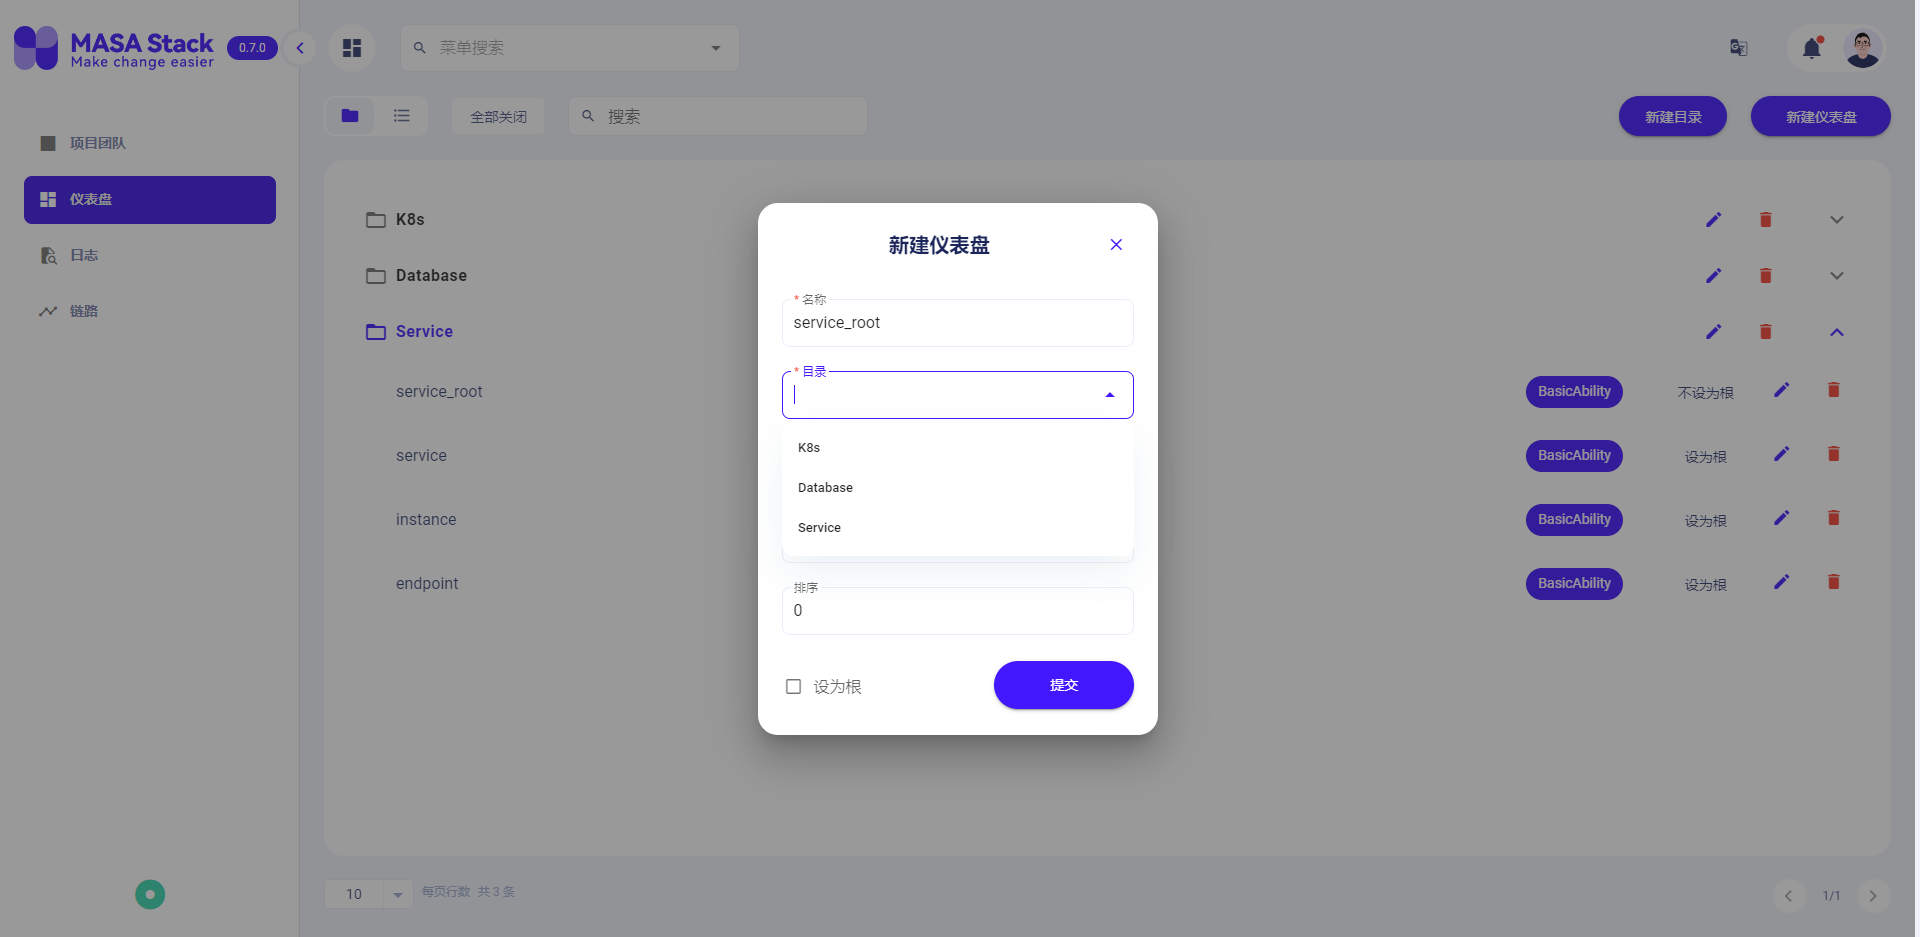 MASA Stack
Make change easier
0.7.0
菜单搜索
项目团队
仪表盘
日志
链路
全部关闭
搜索
新建目录
新建仪表盘
K8s
Database
Service
service_root
BasicAbility
不设为根
service
BasicAbility
设为根
instance
BasicAbility
设为根
endpoint
BasicAbility
设为根
新建仪表盘
* 名称
service_root
* 目录
K8s
Database
Service
排序
0
设为根
提交
10
每页行数 共 3 条
1/1